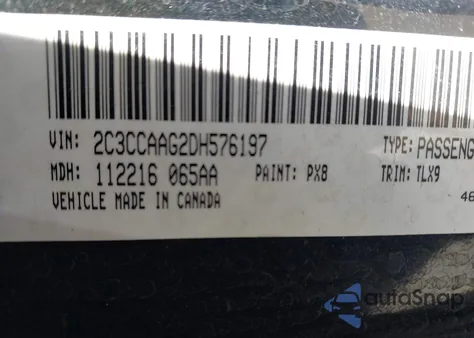 VIN: 2C3CCAAG2DH576197 TYPE: PASSENG
MDH: 112216 065AA PAINT: PX8 TRIM: TLX9
VEHICLE MADE IN CANADA 46
autoSnap